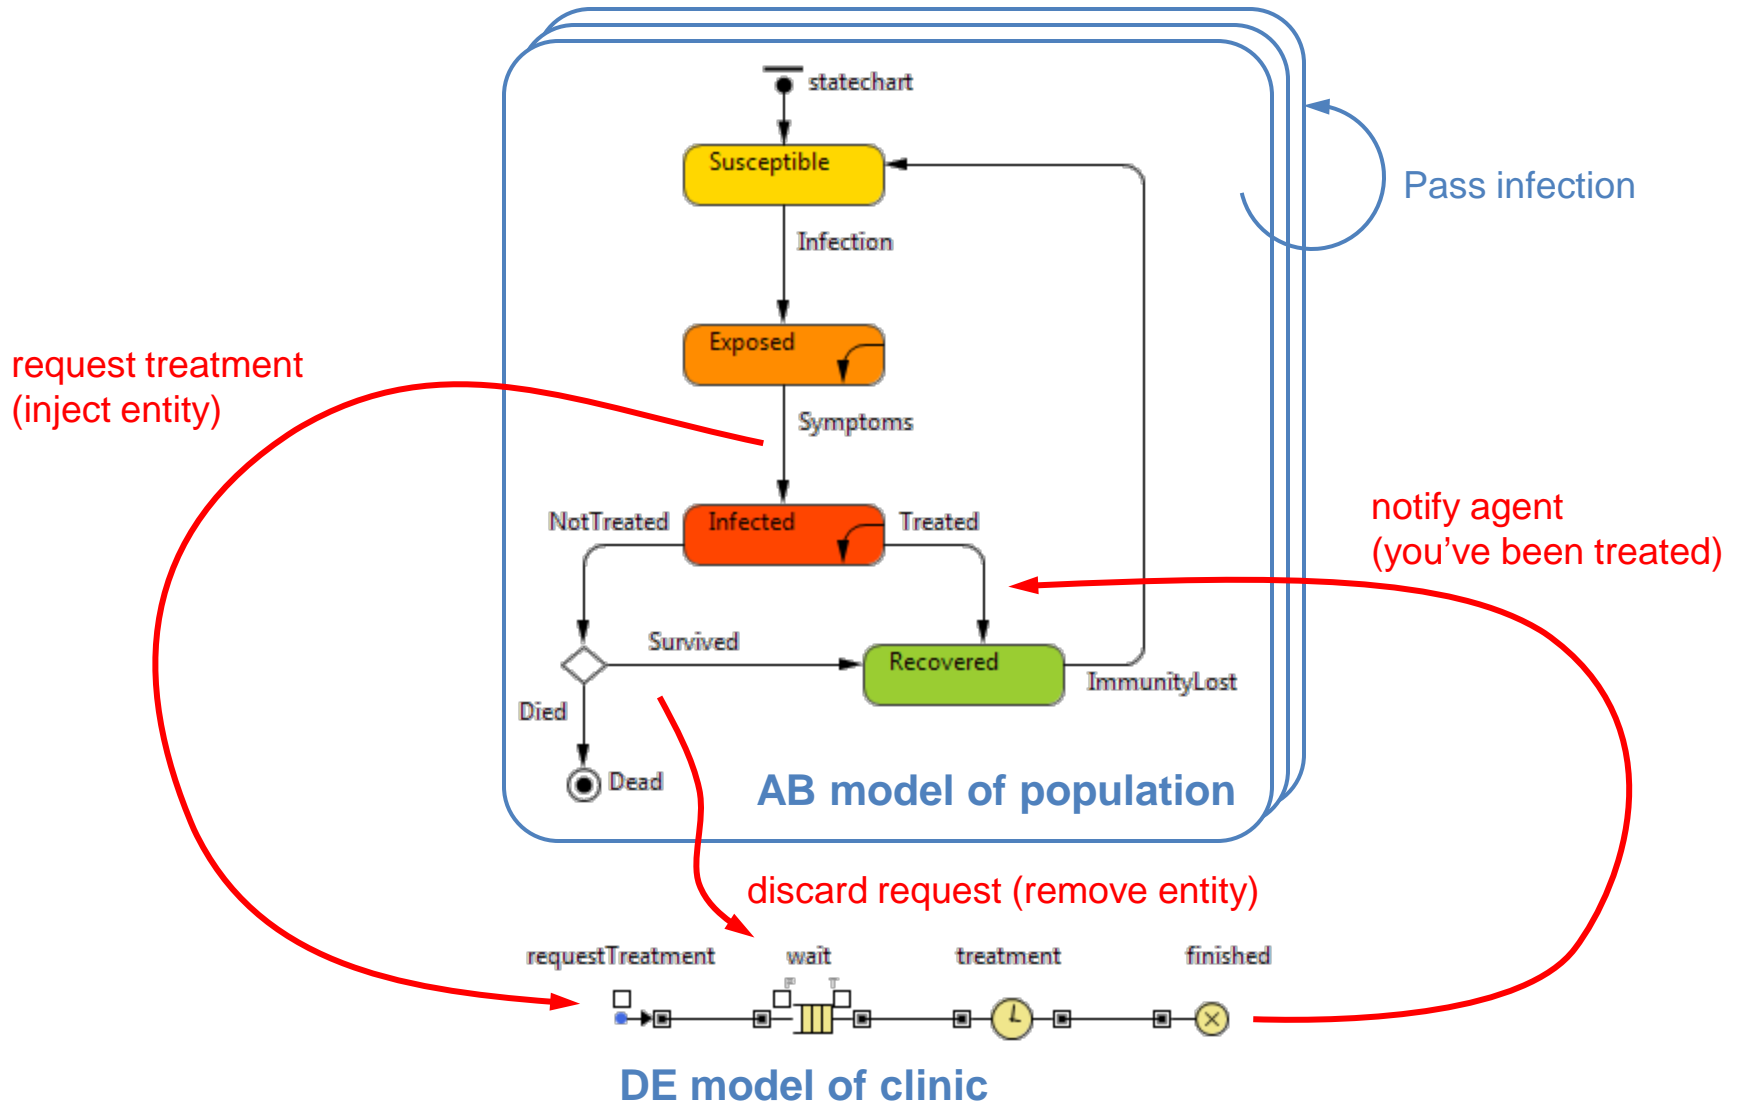 statechart
Susceptible
Pass infection
Infection
Exposed
request treatment
(inject entity)
Symptoms
NotTreated
Infected
Treated
notify agent
(you’ve been treated)
Survived
Recovered
ImmunityLost
Died
Dead
AB model of population
discard request (remove entity)
requestTreatment
wait
treatment
finished
P T
DE model of clinic